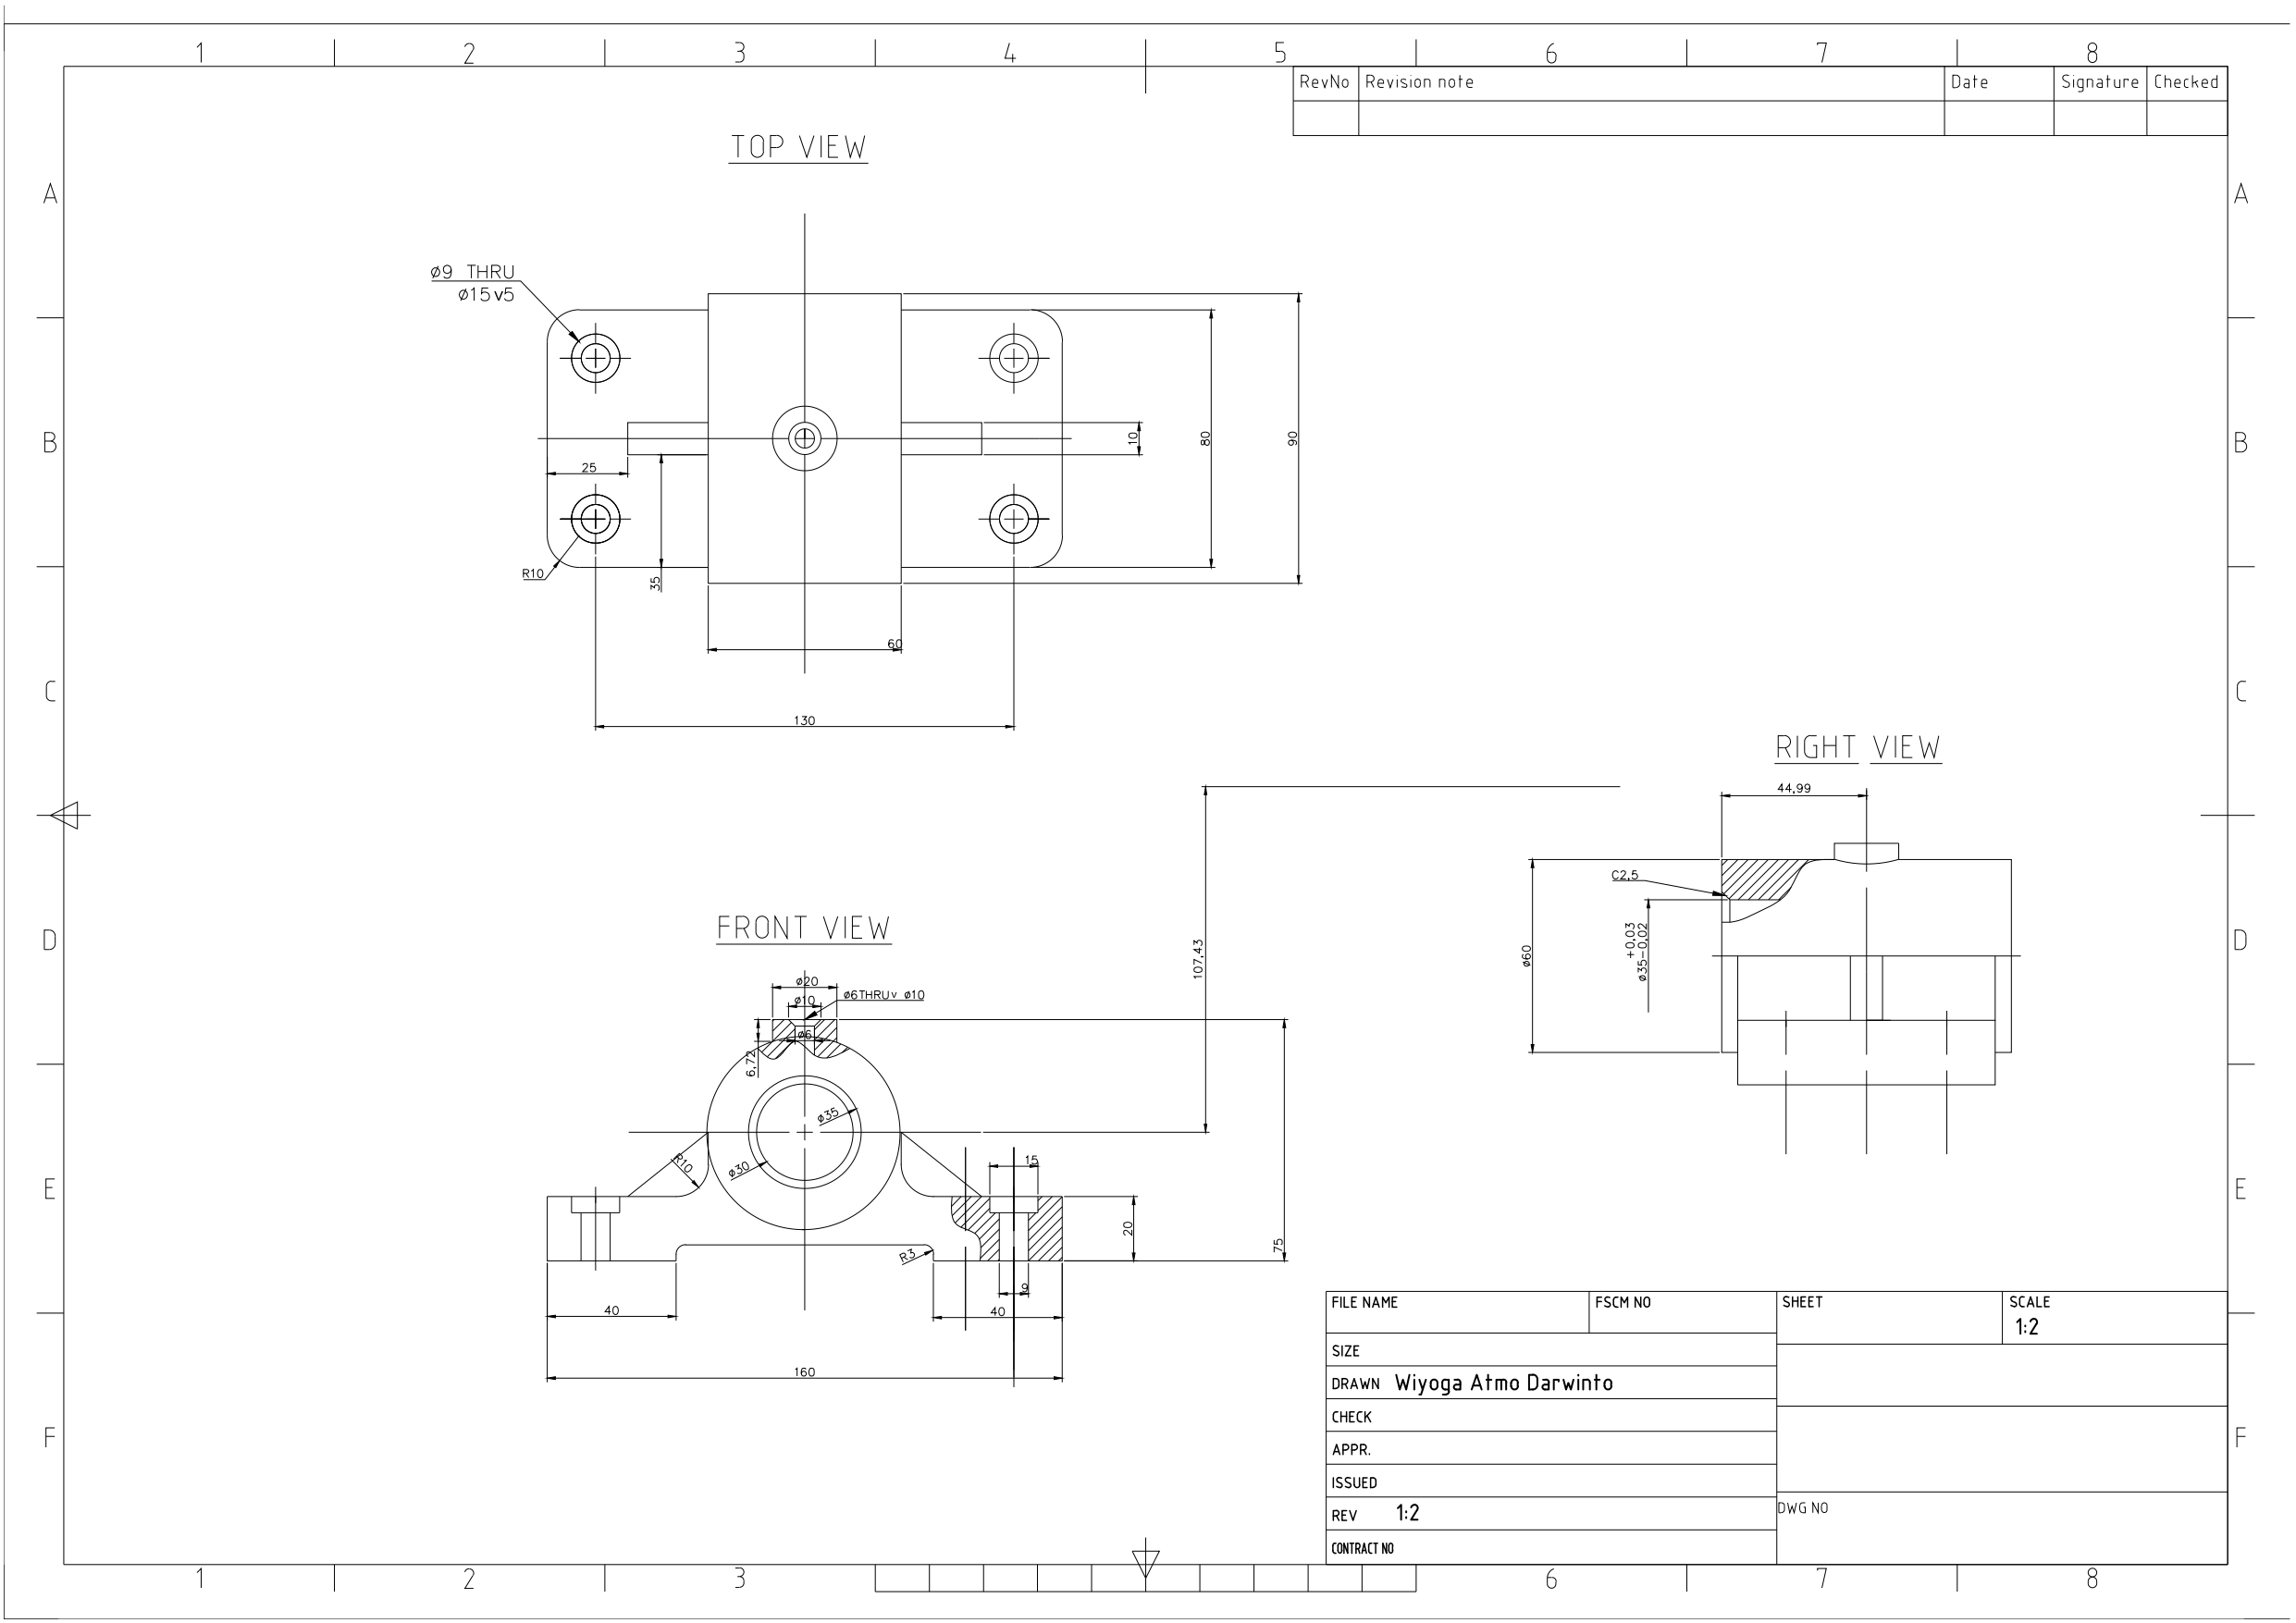 1 2 3 4 5 6 7 8
RevNo Revision note Date Signature Checked
TOP VIEW
A A
ø9 THRU
ø15v5
B B
25
10
80
90
R10
35
60
C C
130
RIGHT VIEW
44,99
C2,5
ø60
+0,03
ø35-0,02
107,43
FRONT VIEW
D D
ø20
ø10
ø6THRUv ø10
ø6
6,72
ø35
ø30
R10
15
E E
20
75
R3
9
40
40
160
FILE NAME FSCM NO SHEET SCALE
1:2
SIZE
DRAWN Wiyoga Atmo Darwinto
CHECK
F F
APPR.
ISSUED
REV 1:2
DWG NO
CONTRACT NO
1 2 3 6 7 8